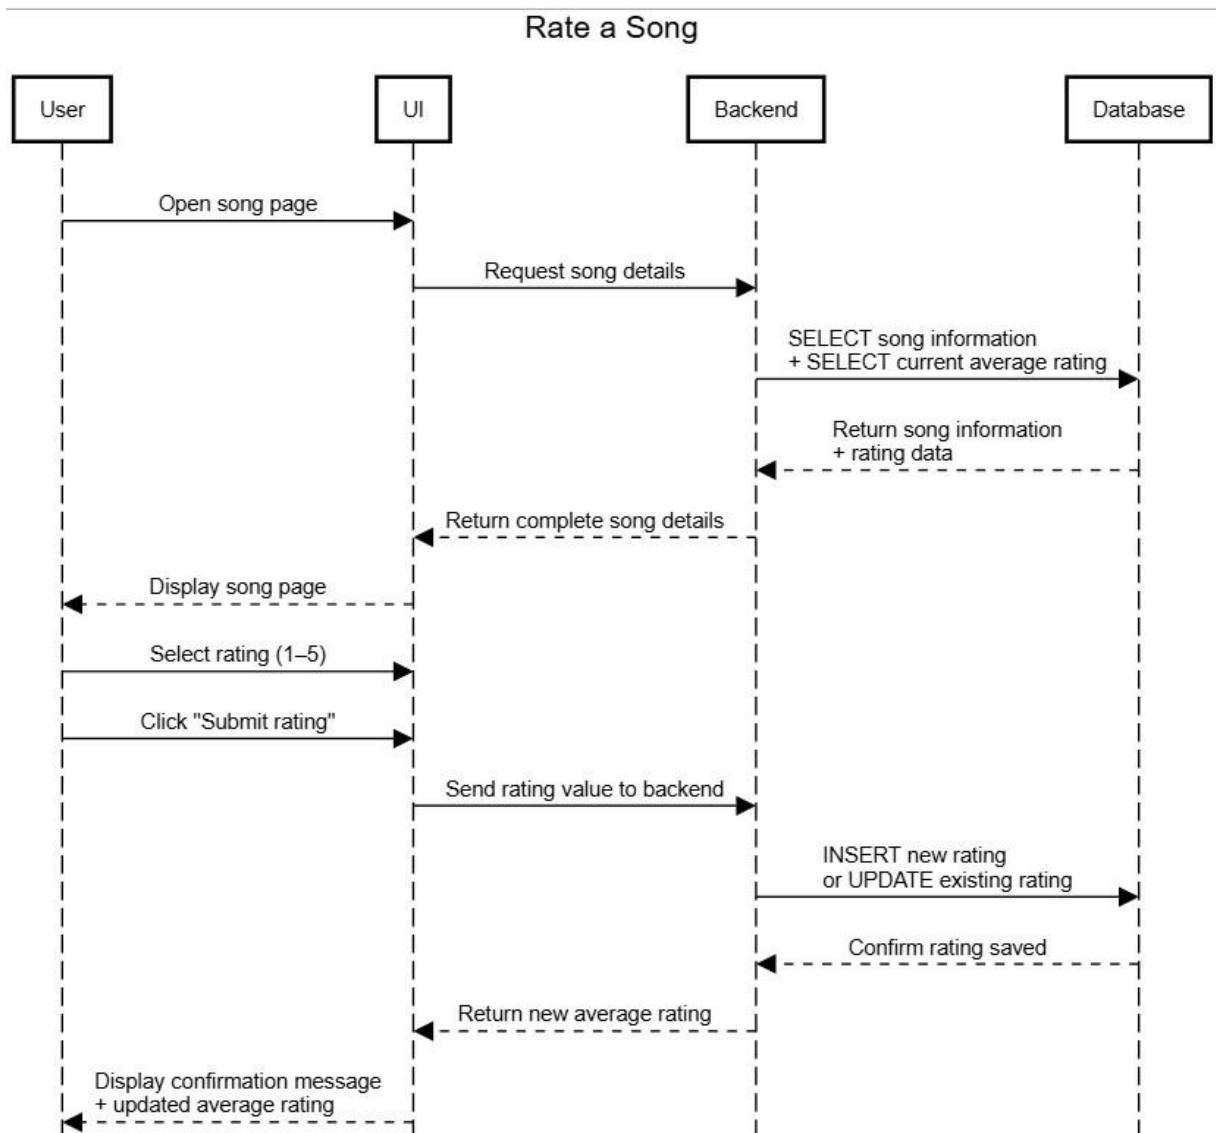 Rate a Song
User
UI
Backend
Database
Open song page
Request song details
SELECT song information
+ SELECT current average rating
Return song information
+ rating data
Return complete song details
Display song page
Select rating (1–5)
Click "Submit rating"
Send rating value to backend
INSERT new rating
or UPDATE existing rating
Confirm rating saved
Return new average rating
Display confirmation message
+ updated average rating